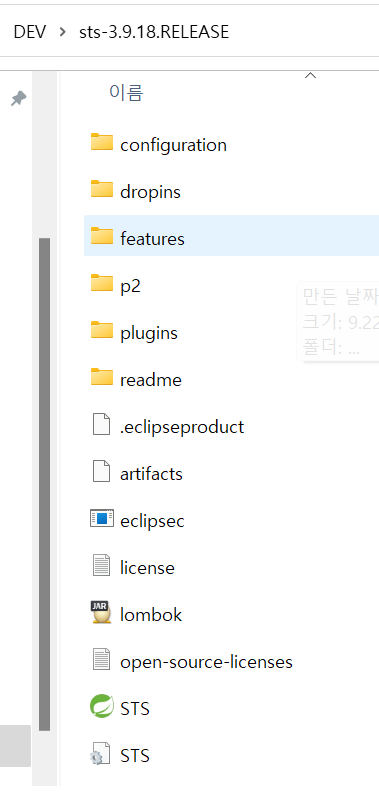 DEV > sts-3.9.18.RELEASE
이름
configuration
dropins
features
p2
만든 날짜
크기: 9.22
plugins
폴더: ...
readme
.eclipseproduct
artifacts
eclipsec
license
JAR
lombok
open-source-licenses
STS
STS